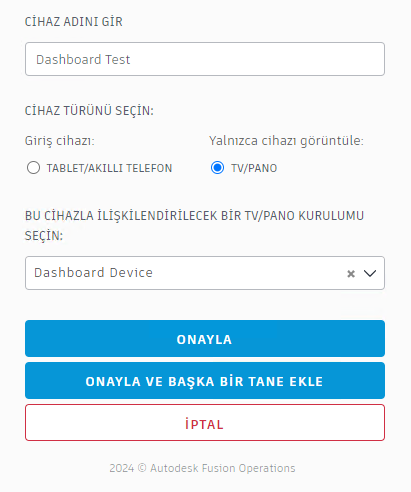 CİHAZ ADINI GİR
Dashboard Test
CİHAZ TÜRÜNÜ SEÇİN:
Giriş cihazı: Yalnızca cihazı görüntüle:
TABLET/AKILLI TELEFON TV/PANO
BU CİHAZLA İLİŞKİLENDİRİLECEK BİR TV/PANO KURULUMU
SEÇİN:
Dashboard Device
ONAYLA
ONAYLA VE BAŞKA BİR TANE EKLE
İPTAL
2024 © Autodesk Fusion Operations